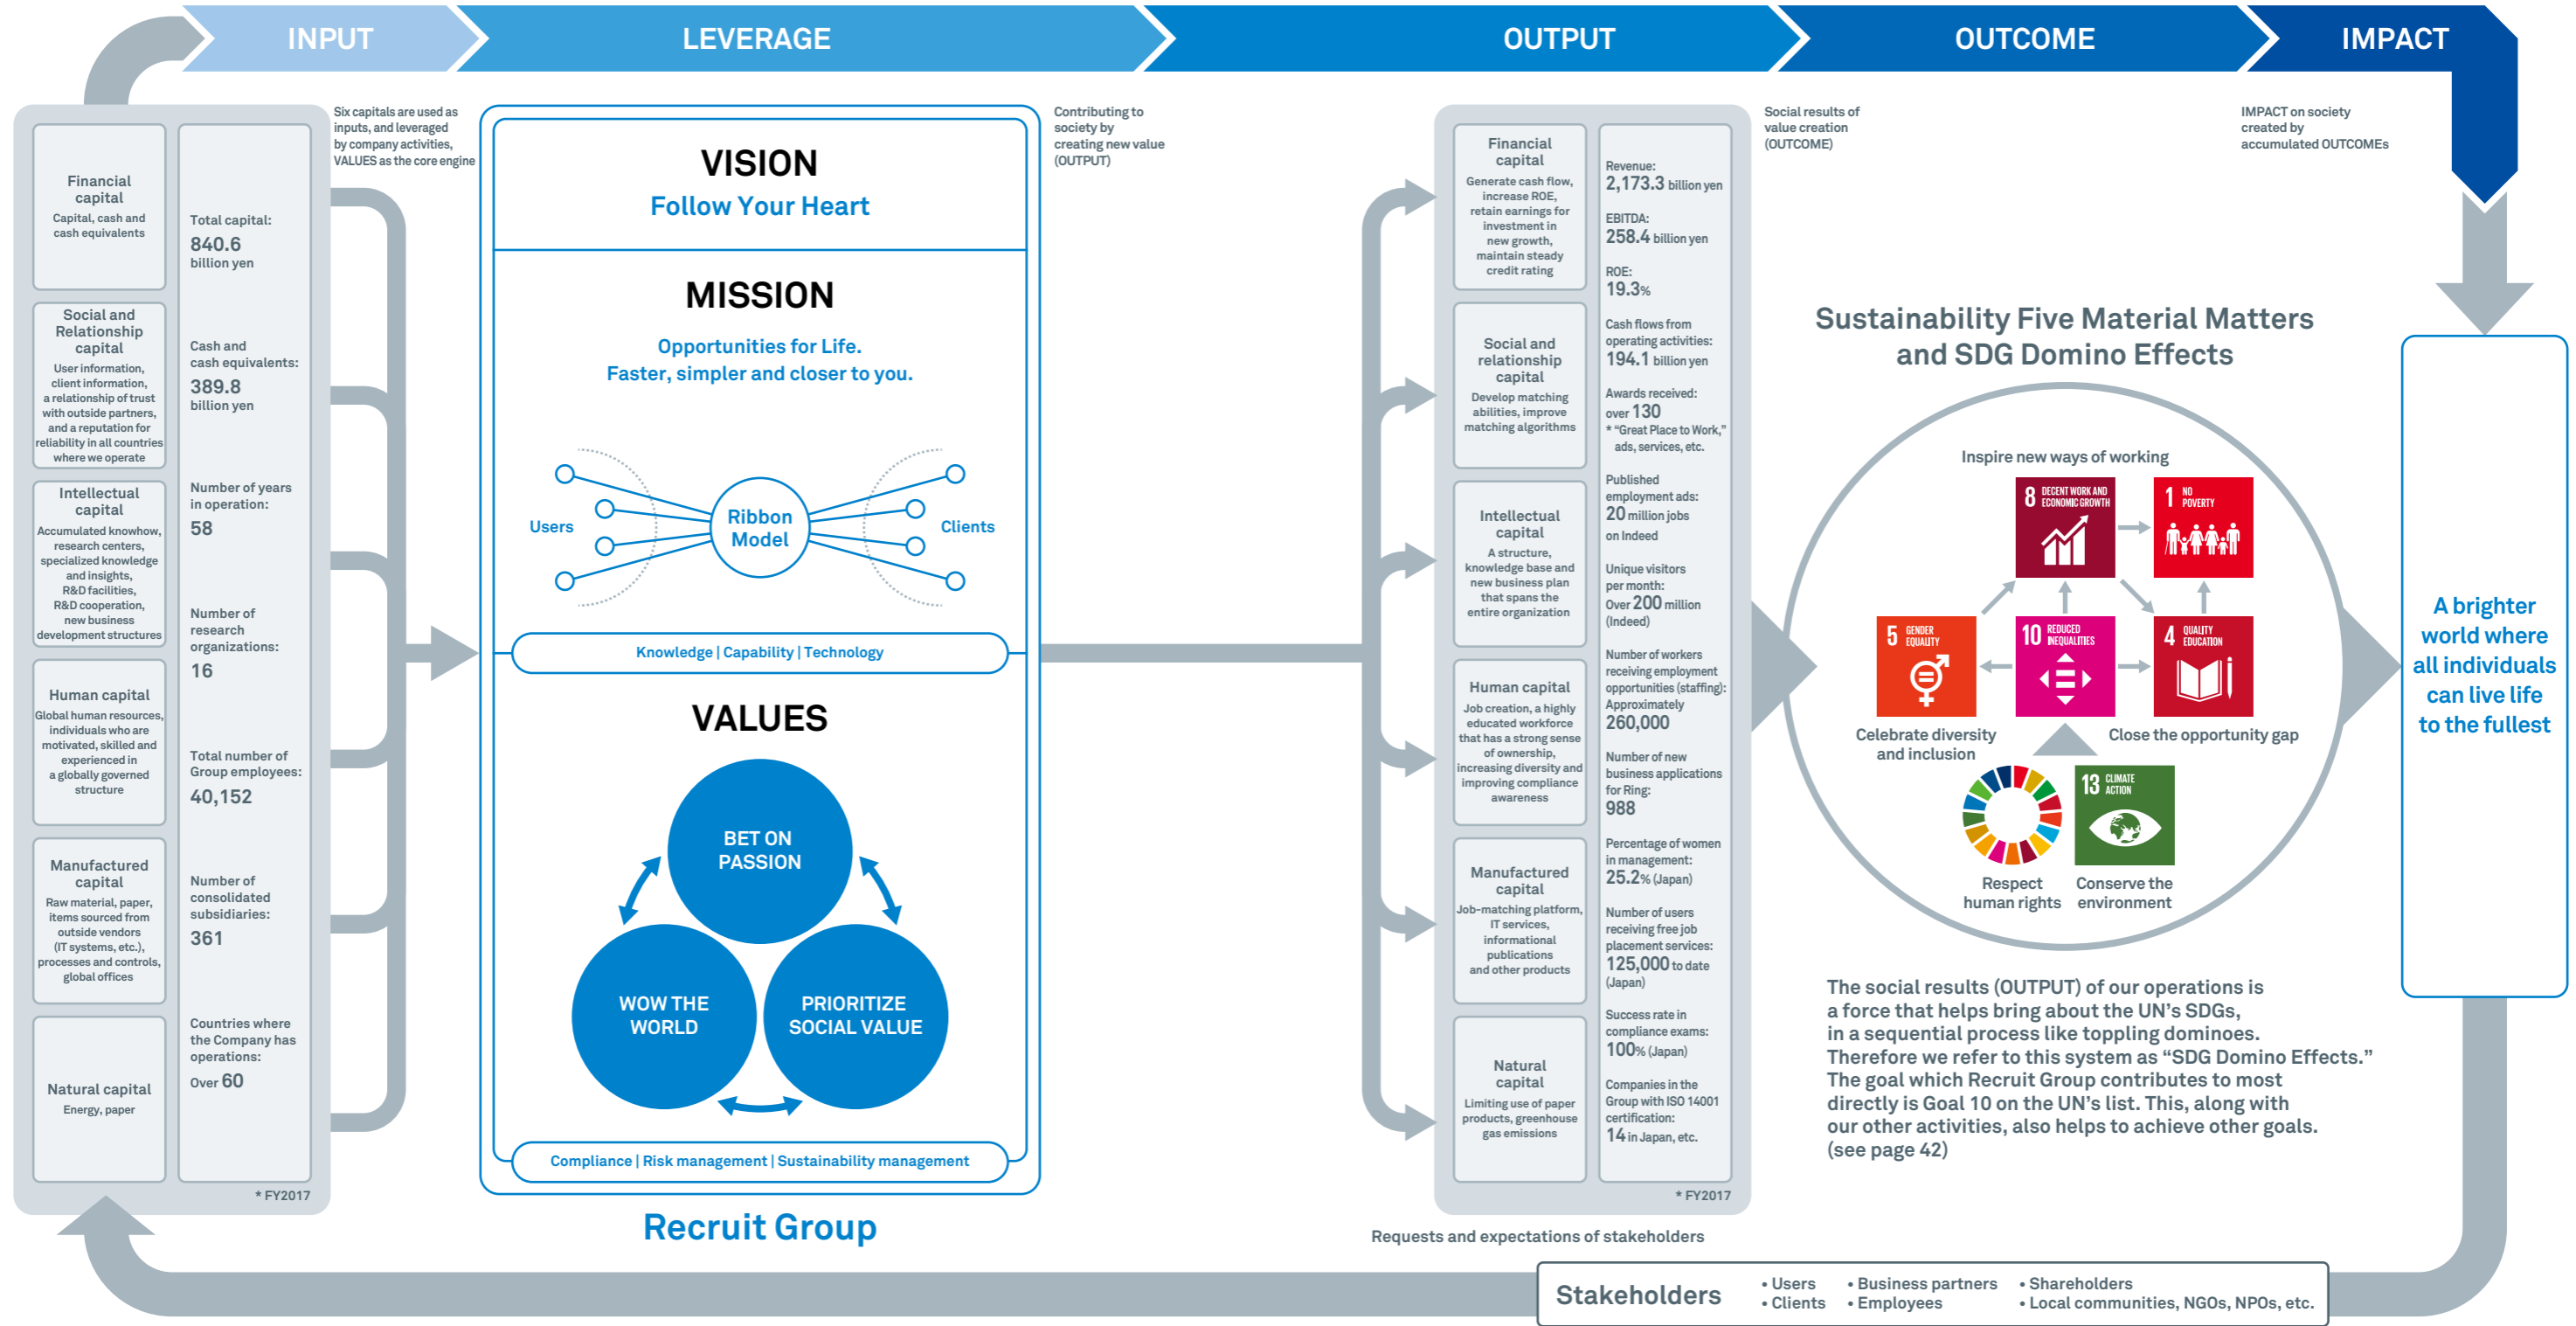 INPUT
LEVERAGE
OUTPUT
OUTCOME
IMPACT
Financial
capital
Capital, cash and
cash equivalents
Social and
Relationship
capital
User information,
client information,
a relationship of trust
with outside partners,
and a reputation for
reliability in all countries
where we operate
Intellectual
capital
Accumulated knowhow,
research centers,
specialized knowledge
and insights,
R&D facilities,
R&D cooperation,
new business
development structures
Human capital
Global human resources,
individuals who are
motivated, skilled and
experienced in
a globally governed
structure
Manufactured
capital
Raw material, paper,
items sourced from
outside vendors
(IT systems, etc.),
processes and controls,
global offices
Natural capital
Energy, paper
Total capital:
840.6
billion yen
Cash and
cash equivalents:
389.8
billion yen
Number of years
in operation:
58
Number of
research
organizations:
16
Total number of
Group employees:
40,152
Number of
consolidated
subsidiaries:
361
Countries where
the Company has
operations:
Over 60
* FY2017
Six capitals are used as
inputs, and leveraged
by company activities,
VALUES as the core engine
VISION
Follow Your Heart
MISSION
Opportunities for Life.
Faster, simpler and closer to you.
Users
Ribbon
Model
Clients
Knowledge | Capability | Technology
VALUES
BET ON
PASSION
WOW THE
WORLD
PRIORITIZE
SOCIAL VALUE
Compliance | Risk management | Sustainability management
Recruit Group
Contributing to
society by
creating new value
(OUTPUT)
Financial
capital
Generate cash flow,
increase ROE,
retain earnings for
investment in
new growth,
maintain steady
credit rating
Social and
relationship
capital
Develop matching
abilities, improve
matching algorithms
Intellectual
capital
A structure,
knowledge base and
new business plan
that spans the
entire organization
Human capital
Job creation, a highly
educated workforce
that has a strong sense
of ownership,
increasing diversity and
improving compliance
awareness
Manufactured
capital
Job-matching platform,
IT services,
informational
publications
and other products
Natural
capital
Limiting use of paper
products, greenhouse
gas emissions
Revenue:
2,173.3 billion yen
EBITDA:
258.4 billion yen
ROE:
19.3%
Cash flows from
operating activities:
194.1 billion yen
Awards received:
over 130
* “Great Place to Work,”
ads, services, etc.
Published
employment ads:
20 million jobs
on Indeed
Unique visitors
per month:
Over 200 million
(Indeed)
Number of workers
receiving employment
opportunities (staffing):
Approximately
260,000
Number of new
business applications
for Ring:
988
Percentage of women
in management:
25.2% (Japan)
Number of users
receiving free job
placement services:
125,000 to date
(Japan)
Success rate in
compliance exams:
100% (Japan)
Companies in the
Group with ISO 14001
certification:
14 in Japan, etc.
* FY2017
Social results of
value creation
(OUTCOME)
Sustainability Five Material Matters
and SDG Domino Effects
Inspire new ways of working
8 DECENT WORK AND
ECONOMIC GROWTH
1 NO
POVERTY
5 GENDER
EQUALITY
10 REDUCED
INEQUALITIES
4 QUALITY
EDUCATION
Celebrate diversity
and inclusion
Close the opportunity gap
13 CLIMATE
ACTION
Respect
human rights
Conserve the
environment
The social results (OUTPUT) of our operations is
a force that helps bring about the UN’s SDGs,
in a sequential process like toppling dominoes.
Therefore we refer to this system as “SDG Domino Effects.”
The goal which Recruit Group contributes to most
directly is Goal 10 on the UN’s list. This, along with
our other activities, also helps to achieve other goals.
(see page 42)
IMPACT on society
created by
accumulated OUTCOMEs
A brighter
world where
all individuals
can live life
to the fullest
Requests and expectations of stakeholders
Stakeholders
• Users
• Clients
• Business partners
• Employees
• Shareholders
• Local communities, NGOs, NPOs, etc.